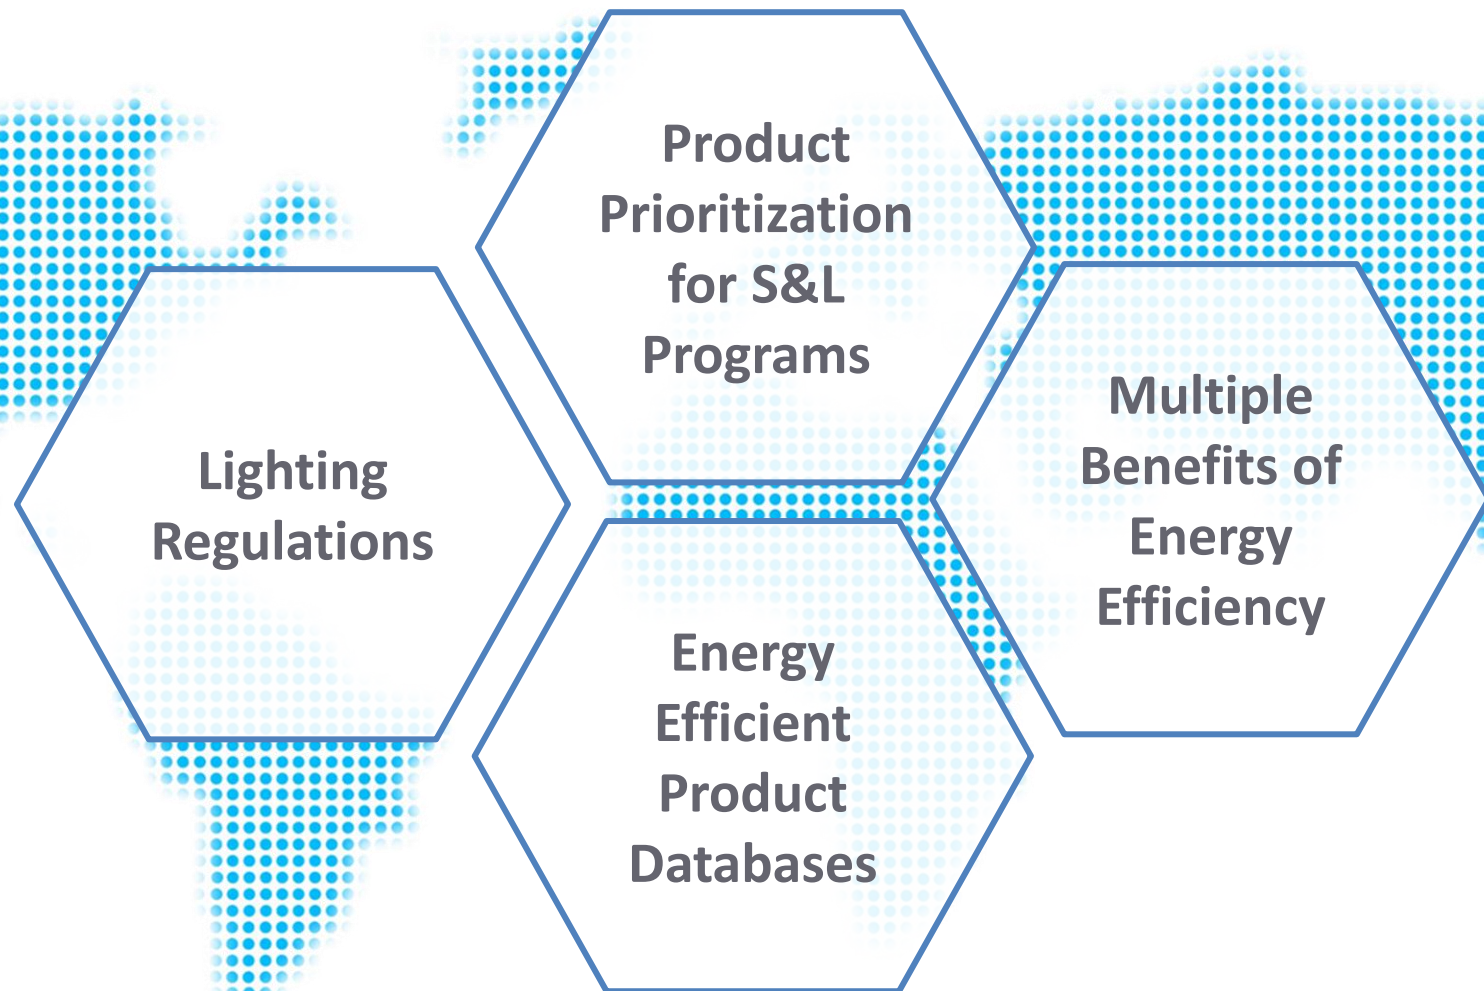 Product
Prioritization
for S&L
Programs
Lighting
Regulations
Multiple
Benefits of
Energy
Efficiency
Energy
Efficient
Product
Databases